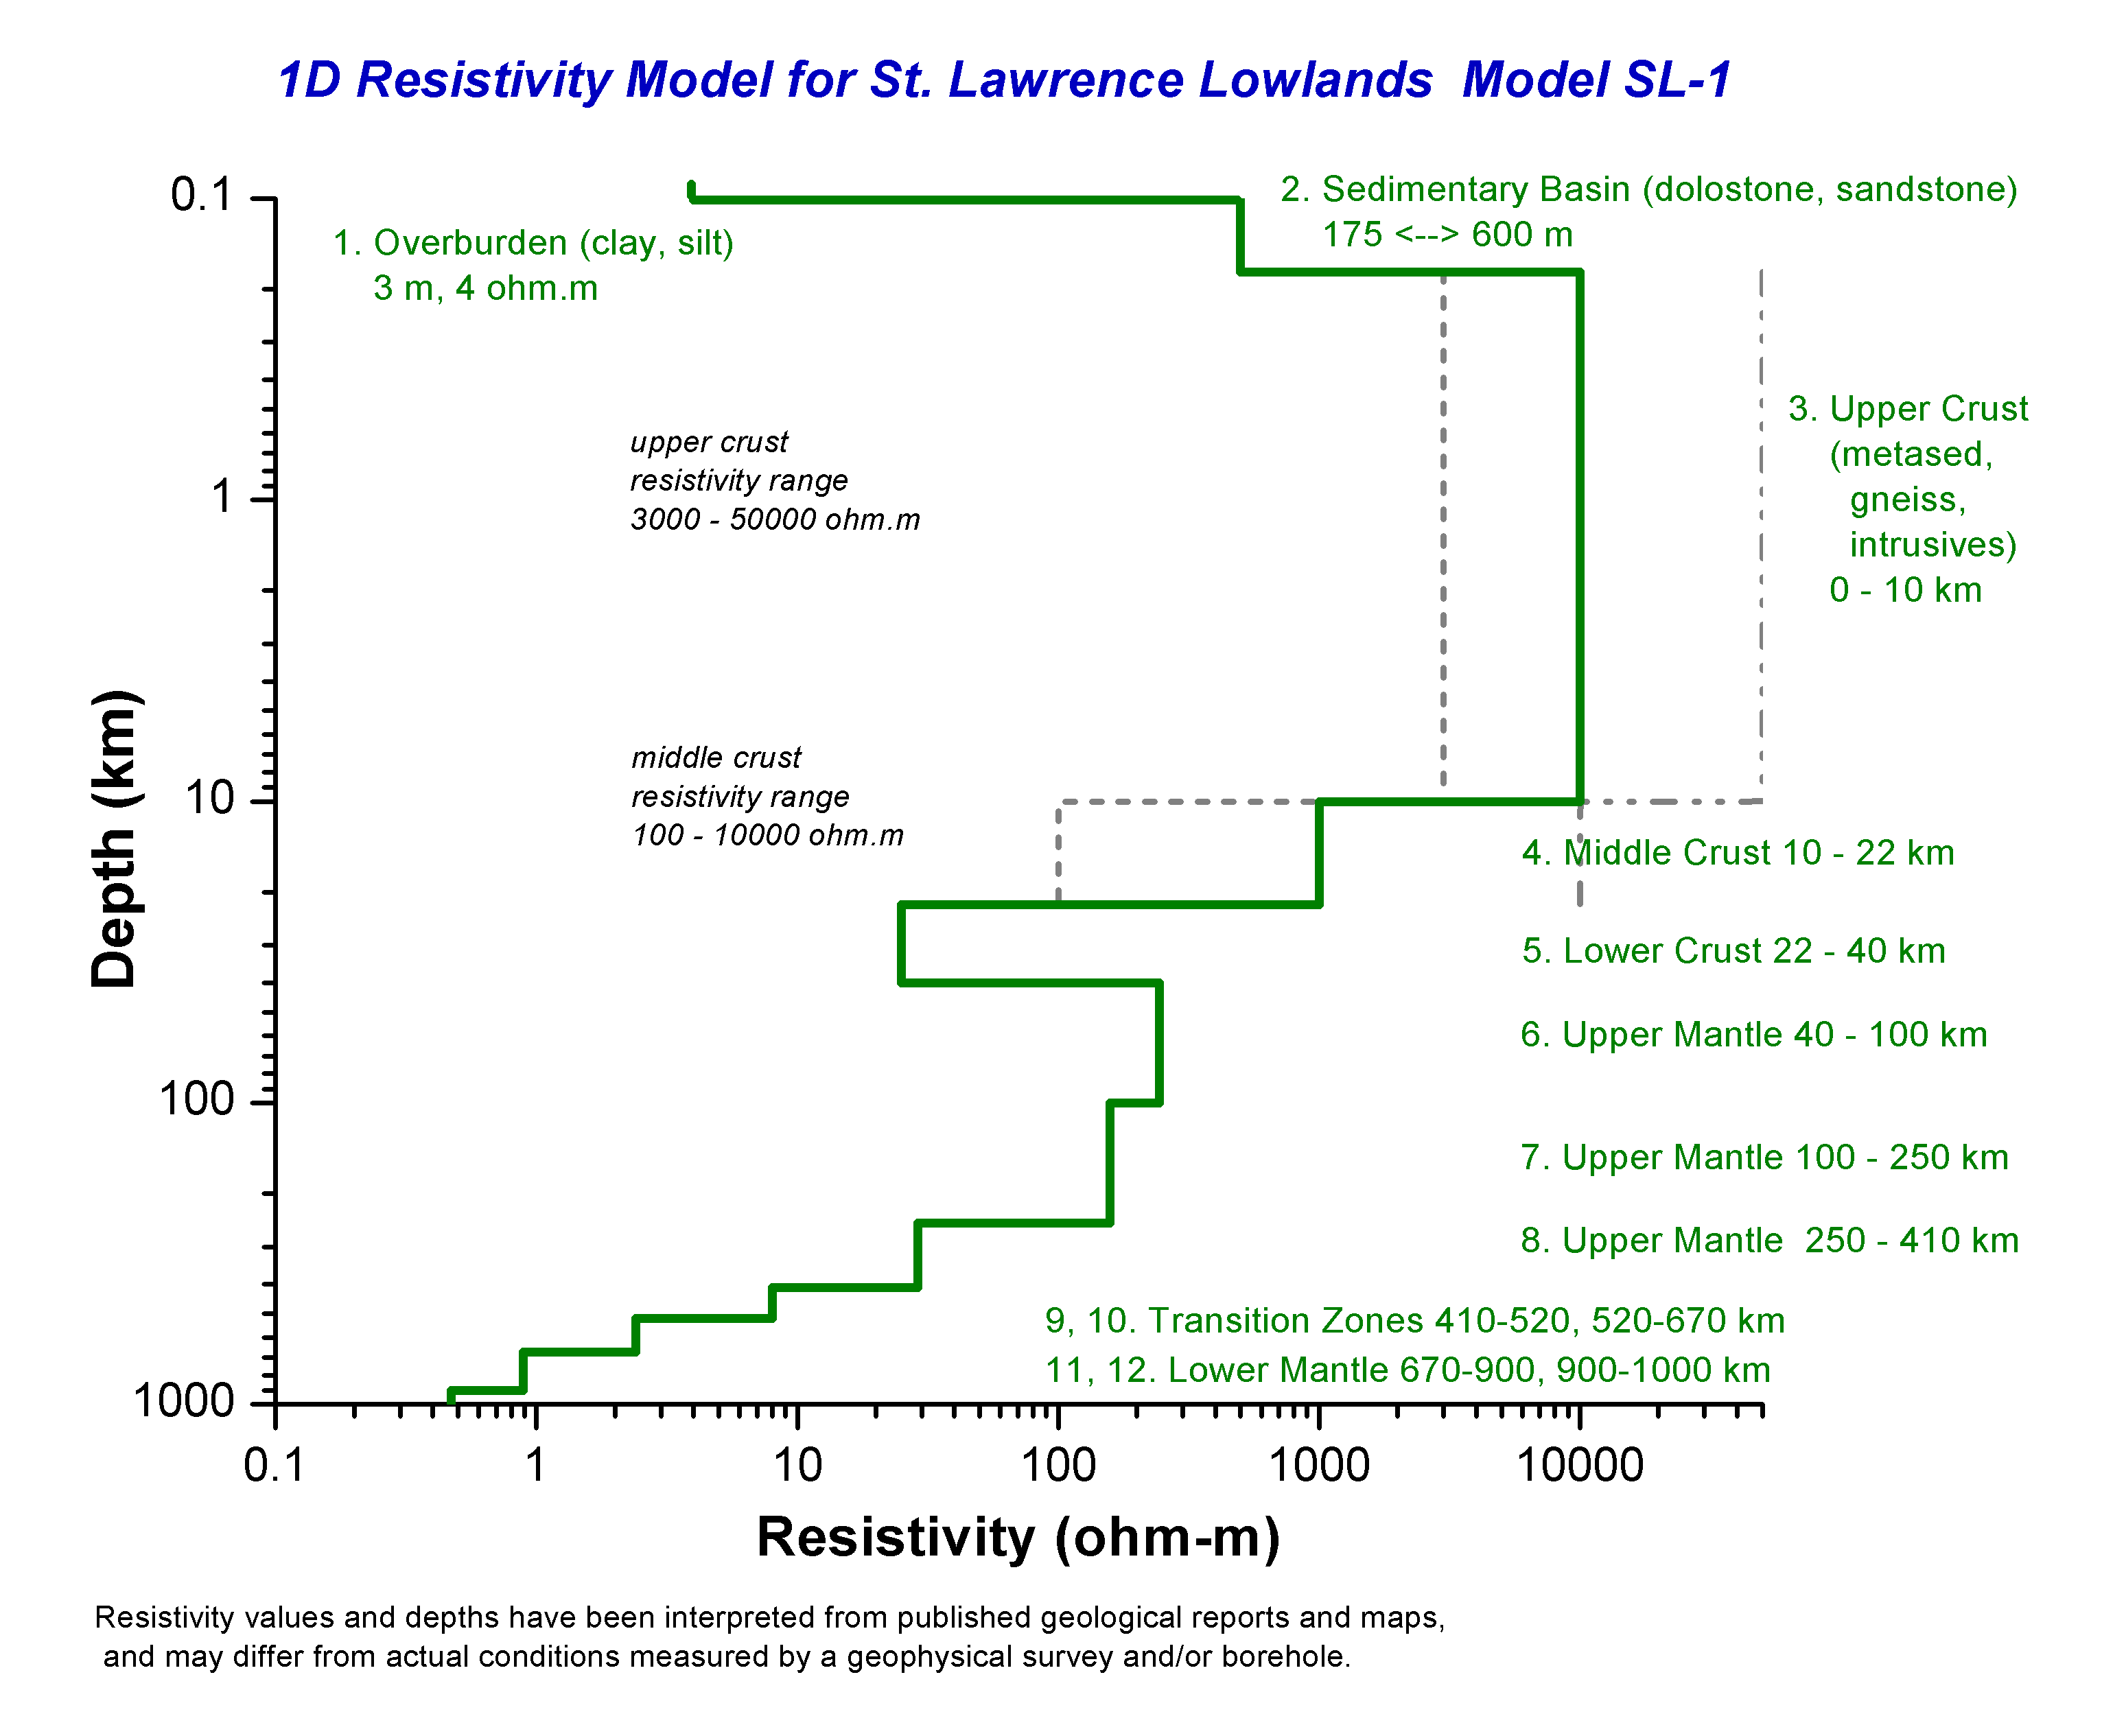 1D Resistivity Model for St. Lawrence Lowlands  Model SL-1
0.1
2. Sedimentary Basin (dolostone, sandstone)
175 <--> 600 m
1. Overburden (clay, silt)
3 m, 4 ohm.m
3. Upper Crust
(metased,
gneiss,
intrusives)
0 - 10 km
upper crust
resistivity range
3000 - 50000 ohm.m
1
Depth (km)
middle crust
resistivity range
100 - 10000 ohm.m
10
4. Middle Crust 10 - 22 km
5. Lower Crust 22 - 40 km
6. Upper Mantle 40 - 100 km
100
7. Upper Mantle 100 - 250 km
8. Upper Mantle  250 - 410 km
9, 10. Transition Zones 410-520, 520-670 km
11, 12. Lower Mantle 670-900, 900-1000 km
1000
0.1 1 10 100 1000 10000
Resistivity (ohm-m)
Resistivity values and depths have been interpreted from published geological reports and maps,
and may differ from actual conditions measured by a geophysical survey and/or borehole.